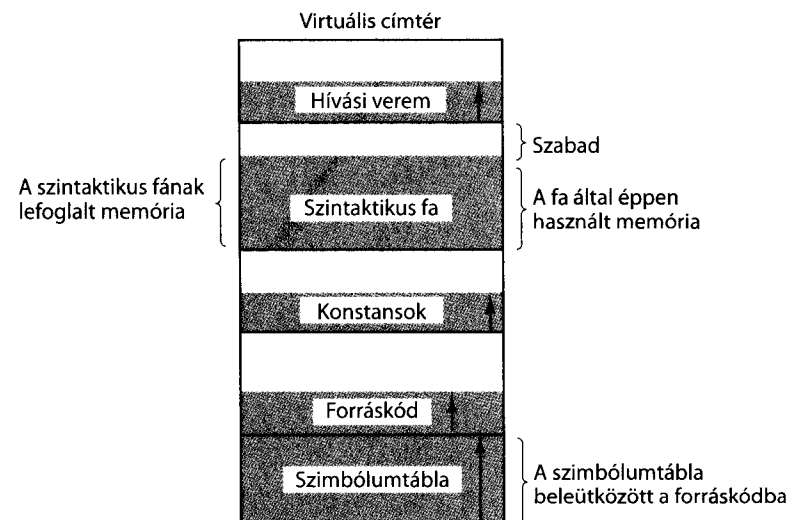 Virtuális címtér
Hívási verem
Szabad
A szintaktikus fának
lefoglalt memória
Szintaktikus fa
A fa által éppen
használt memória
Konstansok
Forráskód
Szimbólumtábla
A szimbólumtábla
beleütközött a forráskódba